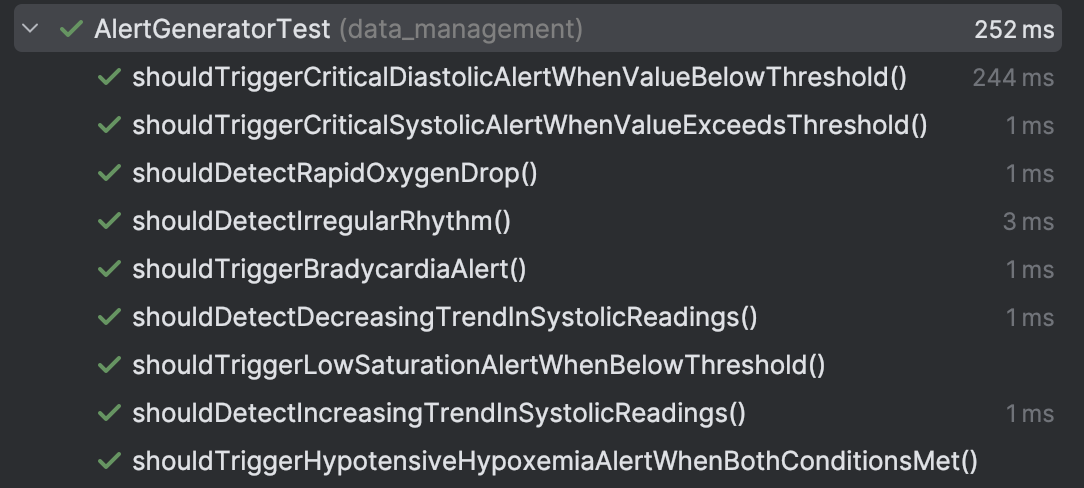 AlertGeneratorTest (data_management) 252 ms
shouldTriggerCriticalDiastolicAlertWhenValueBelowThreshold() 244 ms
shouldTriggerCriticalSystolicAlertWhenValueExceedsThreshold() 1 ms
shouldDetectRapidOxygenDrop() 1 ms
shouldDetectIrregularRhythm() 3 ms
shouldTriggerBradycardiaAlert() 1 ms
shouldDetectDecreasingTrendInSystolicReadings() 1 ms
shouldTriggerLowSaturationAlertWhenBelowThreshold()
shouldDetectIncreasingTrendInSystolicReadings() 1 ms
shouldTriggerHypotensiveHypoxemiaAlertWhenBothConditionsMet()